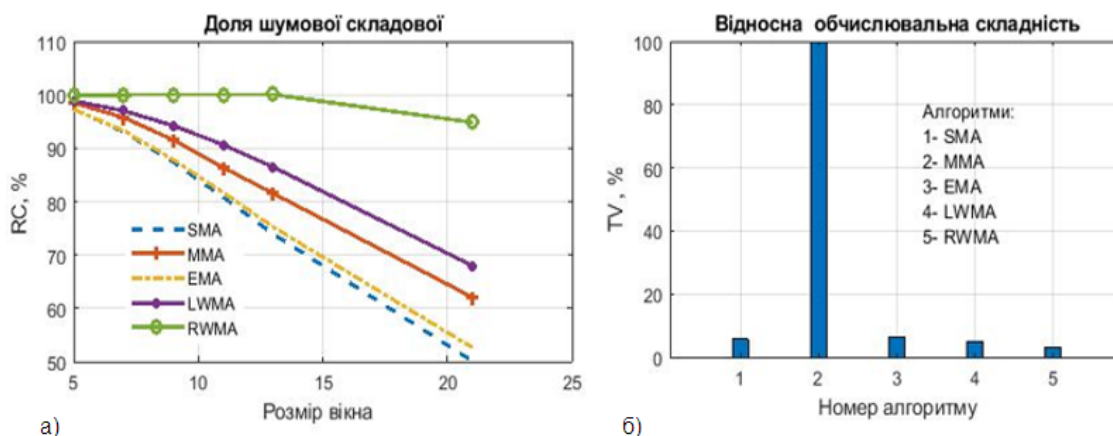 Доля шумової складової
110
100
90
80
70
60
50
RC, %
SMA
MMA
EMA
LWMA
RWMA
5
10
15
20
25
Розмір вікна
а)
Відносна обчислювальна складність
100
80
60
40
20
0
TV , %
Алгоритми:
1- SMA
2- MMA
3- EMA
4- LWMA
5- RWMA
1
2
3
4
5
Номер алгоритму
б)